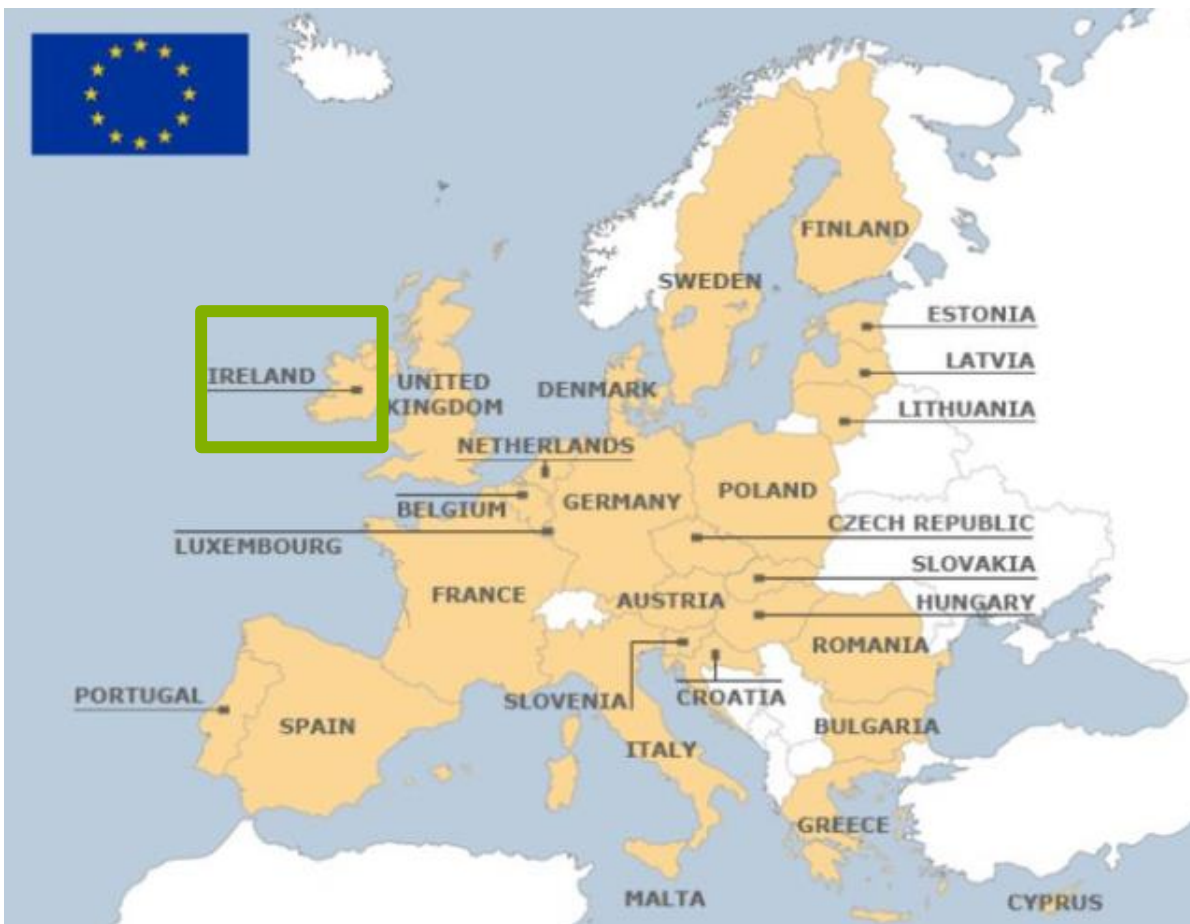 FINLAND
SWEDEN
ESTONIA
LATVIA
LITHUANIA
IRELAND
UNITED
KINGDOM
DENMARK
NETHERLANDS
BELGIUM
LUXEMBOURG
GERMANY
POLAND
CZECH REPUBLIC
SLOVAKIA
HUNGARY
FRANCE
AUSTRIA
ROMANIA
PORTUGAL
SPAIN
SLOVENIA
CROATIA
BULGARIA
ITALY
GREECE
MALTA
CYPRUS